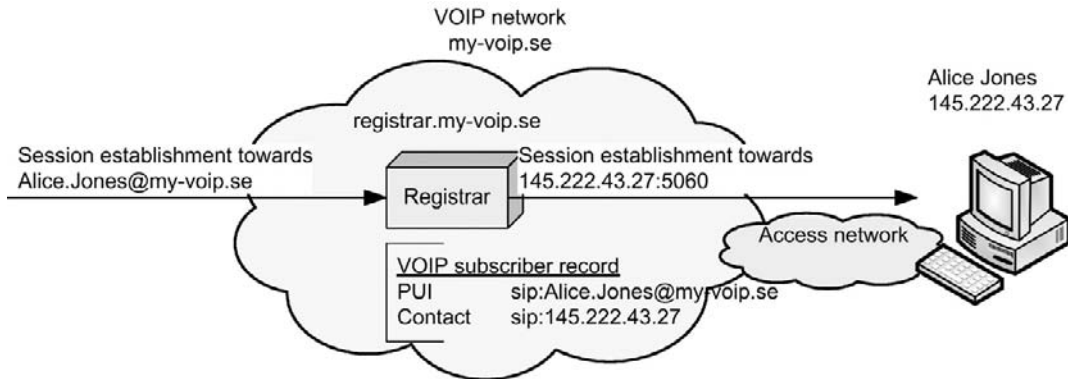 VOIP network
my-voip.se
Alice Jones
145.222.43.27
registrar.my-voip.se
Session establishment towards
Alice.Jones@my-voip.se
Session establishment towards
145.222.43.27:5060
Registrar
Access network
VOIP subscriber record
PUI sip:Alice.Jones@my-voip.se
Contact sip:145.222.43.27